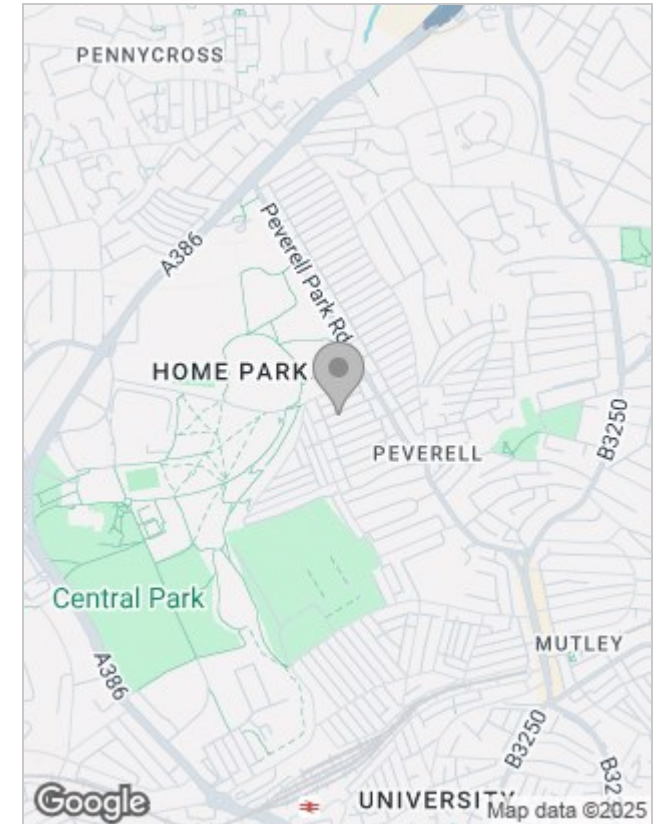 PENNYCROSS
A386
Peverell Park Rd
HOME PARK
PEVERELL
B3250
Central Park
A386
MUTLEY
B3250
UNIVERSITY
Google
Map data ©2025